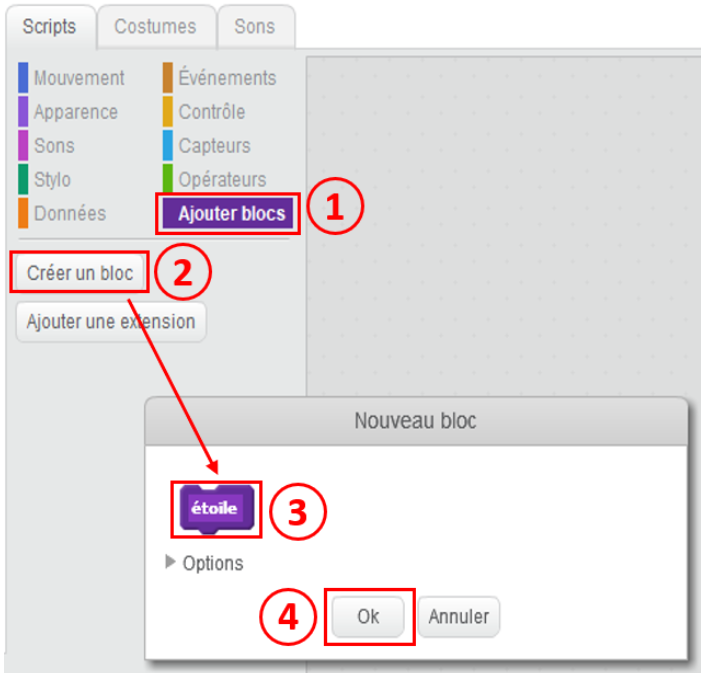 Scripts Costumes Sons
Mouvement Événements
Apparence Contrôle
Sons Capteurs
Stylo Opérateurs
Données Ajouter blocs 1
Créer un bloc 2
Ajouter une extension
Nouveau bloc
étoile 3
Options
4 Ok Annuler